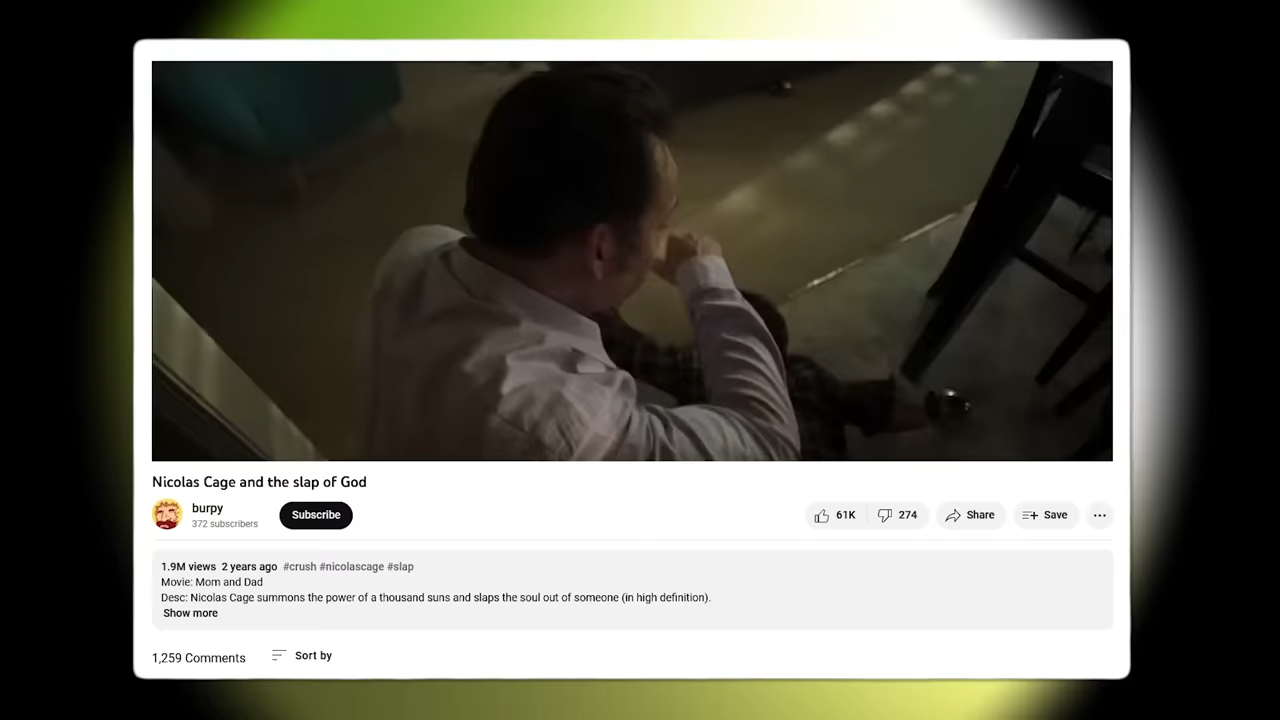 Nicolas Cage and the slap of God
burpy
372 subscribers
Subscribe
61K
274
Share
Save
1.9M views 2 years ago #crush #nicolascage #slap
Movie: Mom and Dad
Desc: Nicolas Cage summons the power of a thousand suns and slaps the soul out of someone (in high definition).
Show more
1,259 Comments
Sort by